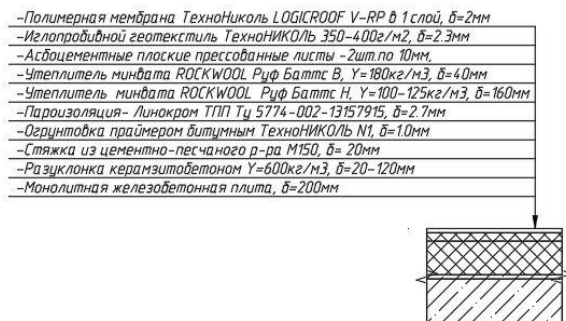 -Полимерная мембрана ТехноНиколь LOGICROOF V-RP в 1 слой, δ=2мм
-Иглопробивной геотекстиль ТехноНИКОЛЬ 350-400г/м2, δ=2.3мм
-Асбоцементные плоские прессованные листы -2шт.по 10мм,
-Утеплитель минвата ROCKWOOL Руф Баттс В, Y=180кг/м3, δ=40мм
-Утеплитель минвата ROCKWOOL Руф Баттс Н, Y=100-125кг/м3, δ=160мм
-Пароизоляция- Линокром ТПП Ту 5774-002-13157915, δ=2.7мм
-Огрунтовка праймером битумным ТехноНИКОЛЬ N1, δ=1.0мм
-Стяжка из цементно-песчаного р-ра М150, δ= 20мм
-Разуклонка керамзитобетоном Y=600кг/м3, δ=20-120мм
-Монолитная железобетонная плита, δ=200мм